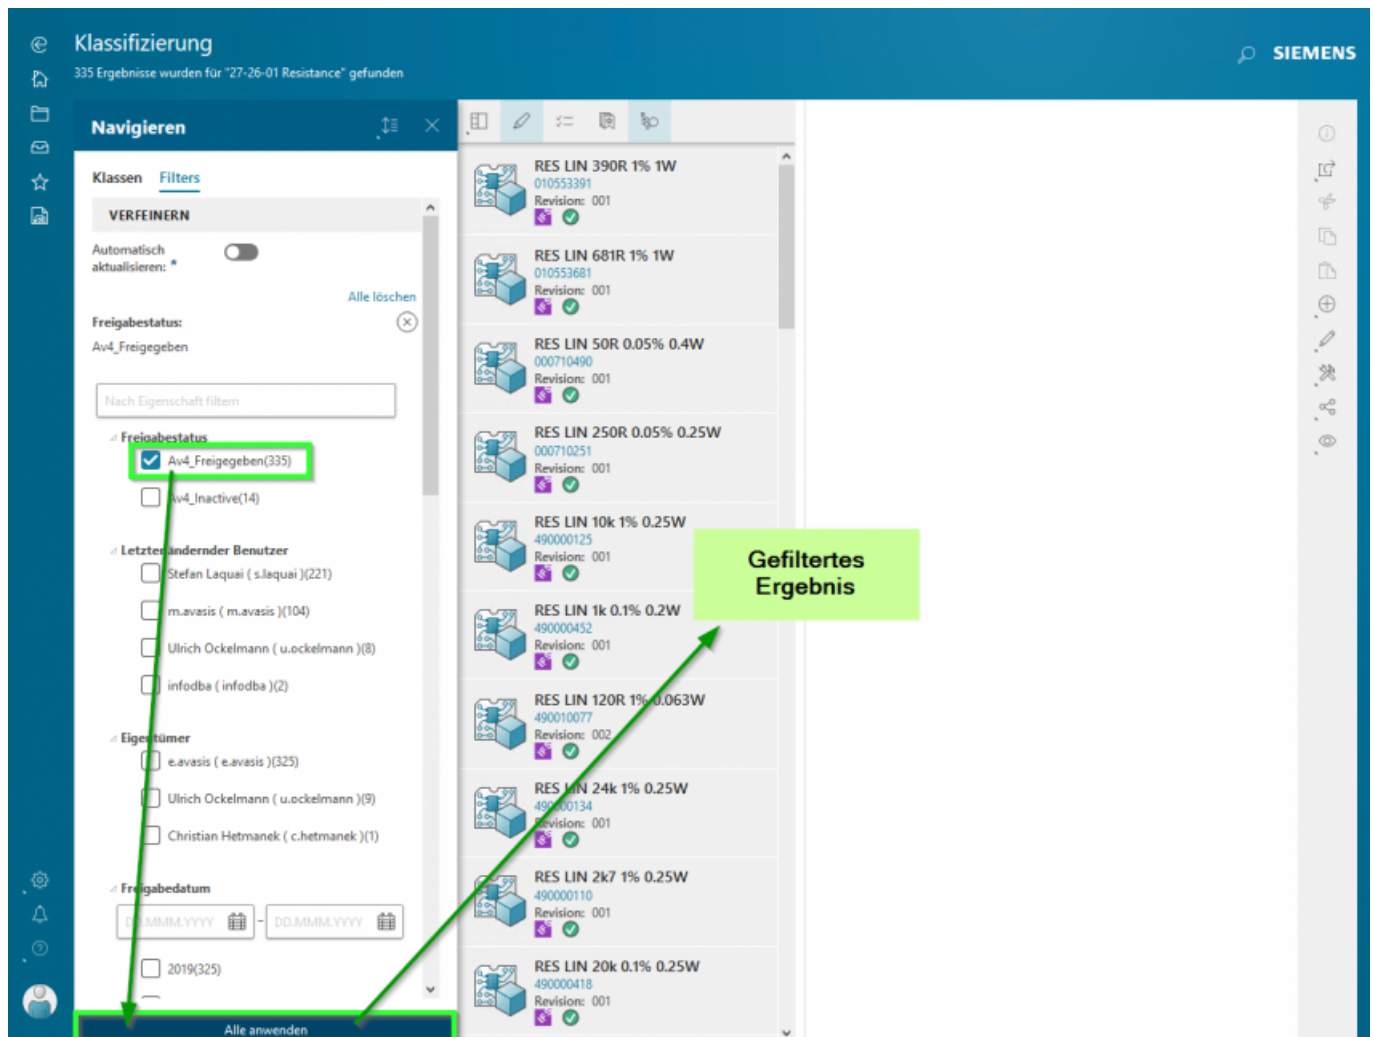 Klassifizierung
335 Ergebnisse wurden für "27-26-01 Resistance" gefunden
SIEMENS
Navigieren
Klassen Filters
VERFEINERN
Automatisch
aktualisieren: *
Alle löschen
Freigabestatus:
Av4_Freigegeben
Nach Eigenschaft filtern
Freigabestatus
Av4_Freigegeben(335)
Av4_Inactive(14)
Letzter ändernder Benutzer
Stefan Laquai ( s.laquai )(221)
m.avasis ( m.avasis )(104)
Ulrich Ockelmann ( u.ockelmann )(8)
infodba ( infodba )(2)
Eigentümer
e.avasis ( e.avasis )(325)
Ulrich Ockelmann ( u.ockelmann )(9)
Christian Hetmanek ( c.hetmanek )(1)
Freigabedatum
DD.MMM.YYYY - DD.MMM.YYYY
2019(325)
Alle anwenden
RES LIN 390R 1% 1W
010553391
Revision: 001
RES LIN 681R 1% 1W
010553681
Revision: 001
RES LIN 50R 0.05% 0.4W
000710490
Revision: 001
RES LIN 250R 0.05% 0.25W
000710251
Revision: 001
RES LIN 10k 1% 0.25W
490000125
Revision: 001
RES LIN 1k 0.1% 0.2W
490000452
Revision: 001
RES LIN 120R 1% 0.063W
490010077
Revision: 002
RES LIN 24k 1% 0.25W
490000134
Revision: 001
RES LIN 2k7 1% 0.25W
490000110
Revision: 001
RES LIN 20k 0.1% 0.25W
490000418
Revision: 001
Gefiltertes
Ergebnis